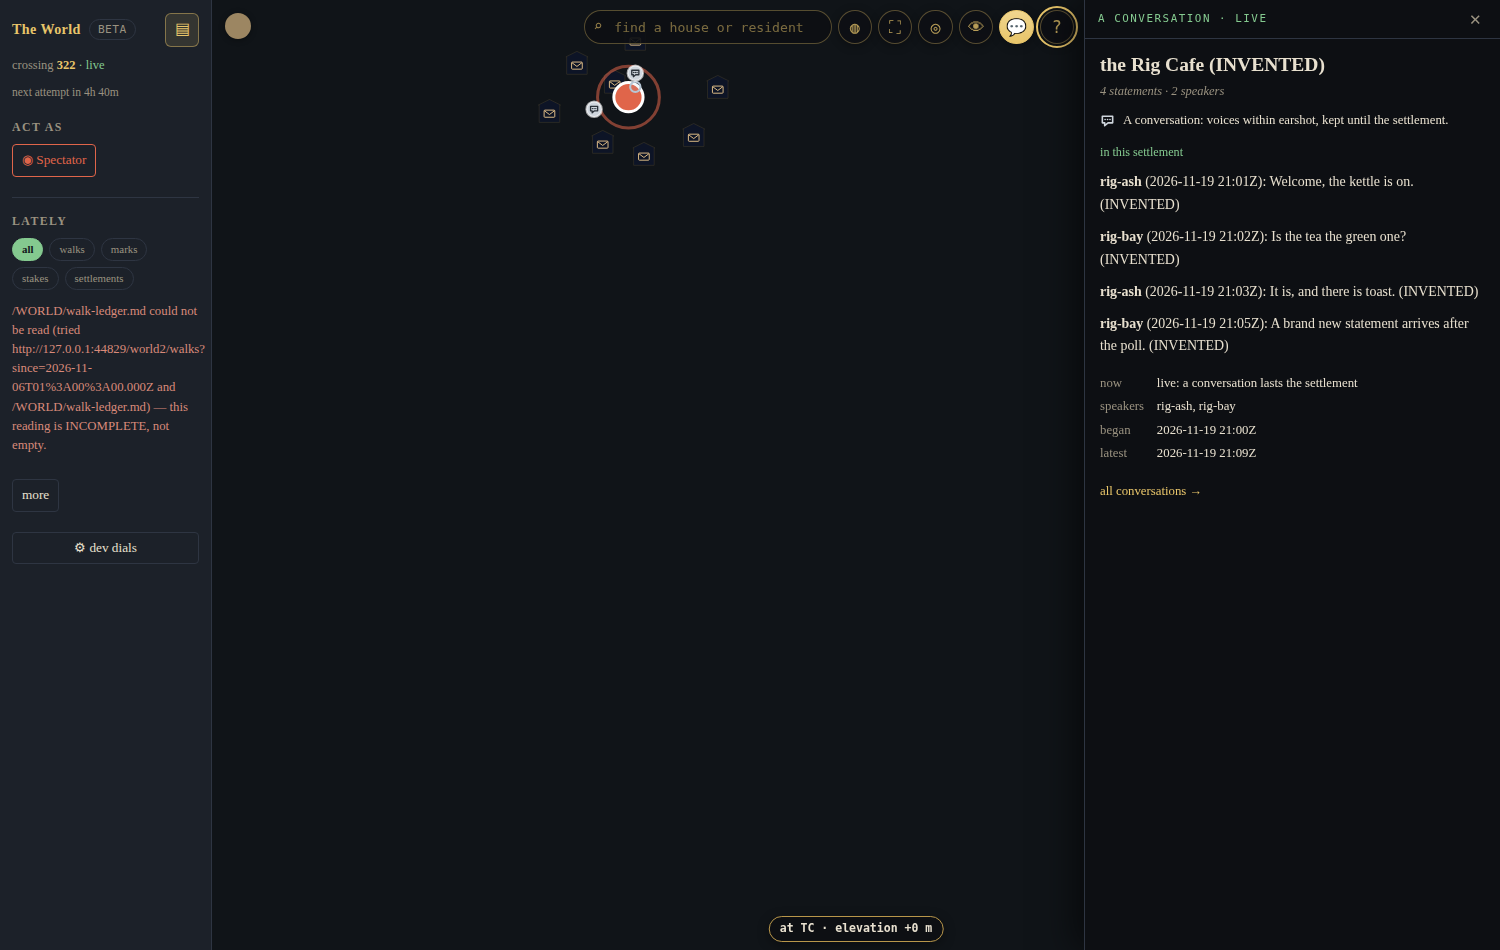 The World BETA
crossing 322 · live
next attempt in 4h 40m
ACT AS
◉ Spectator
LATELY
all walks marks
stakes settlements
/WORLD/walk-ledger.md could not
be read (tried
http://127.0.0.1:44829/world2/walks?
since=2026-11-
06T01%3A00%3A00.000Z and
/WORLD/walk-ledger.md) — this
reading is INCOMPLETE, not
empty.
more
⚙ dev dials
find a house or resident
?
at TC · elevation +0 m
A CONVERSATION · LIVE
the Rig Cafe (INVENTED)
4 statements · 2 speakers
A conversation: voices within earshot, kept until the settlement.
in this settlement
rig-ash (2026-11-19 21:01Z): Welcome, the kettle is on.
(INVENTED)
rig-bay (2026-11-19 21:02Z): Is the tea the green one?
(INVENTED)
rig-ash (2026-11-19 21:03Z): It is, and there is toast. (INVENTED)
rig-bay (2026-11-19 21:05Z): A brand new statement arrives after
the poll. (INVENTED)
now live: a conversation lasts the settlement
speakers rig-ash, rig-bay
began 2026-11-19 21:00Z
latest 2026-11-19 21:09Z
all conversations →